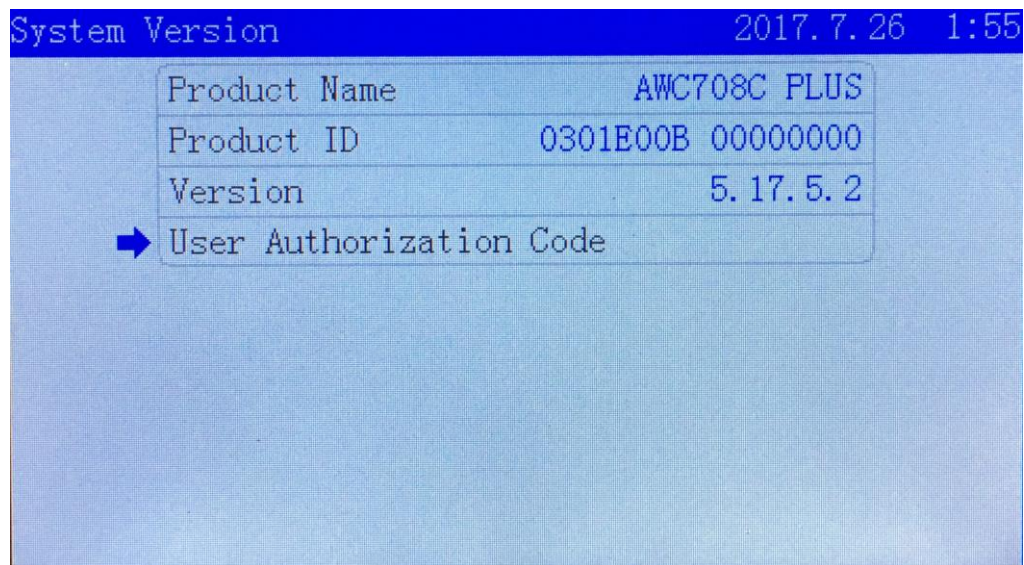 System Version 2017.7.26 1:55
Product Name AWC708C PLUS
Product ID 0301E00B 00000000
Version 5.17.5.2
User Authorization Code